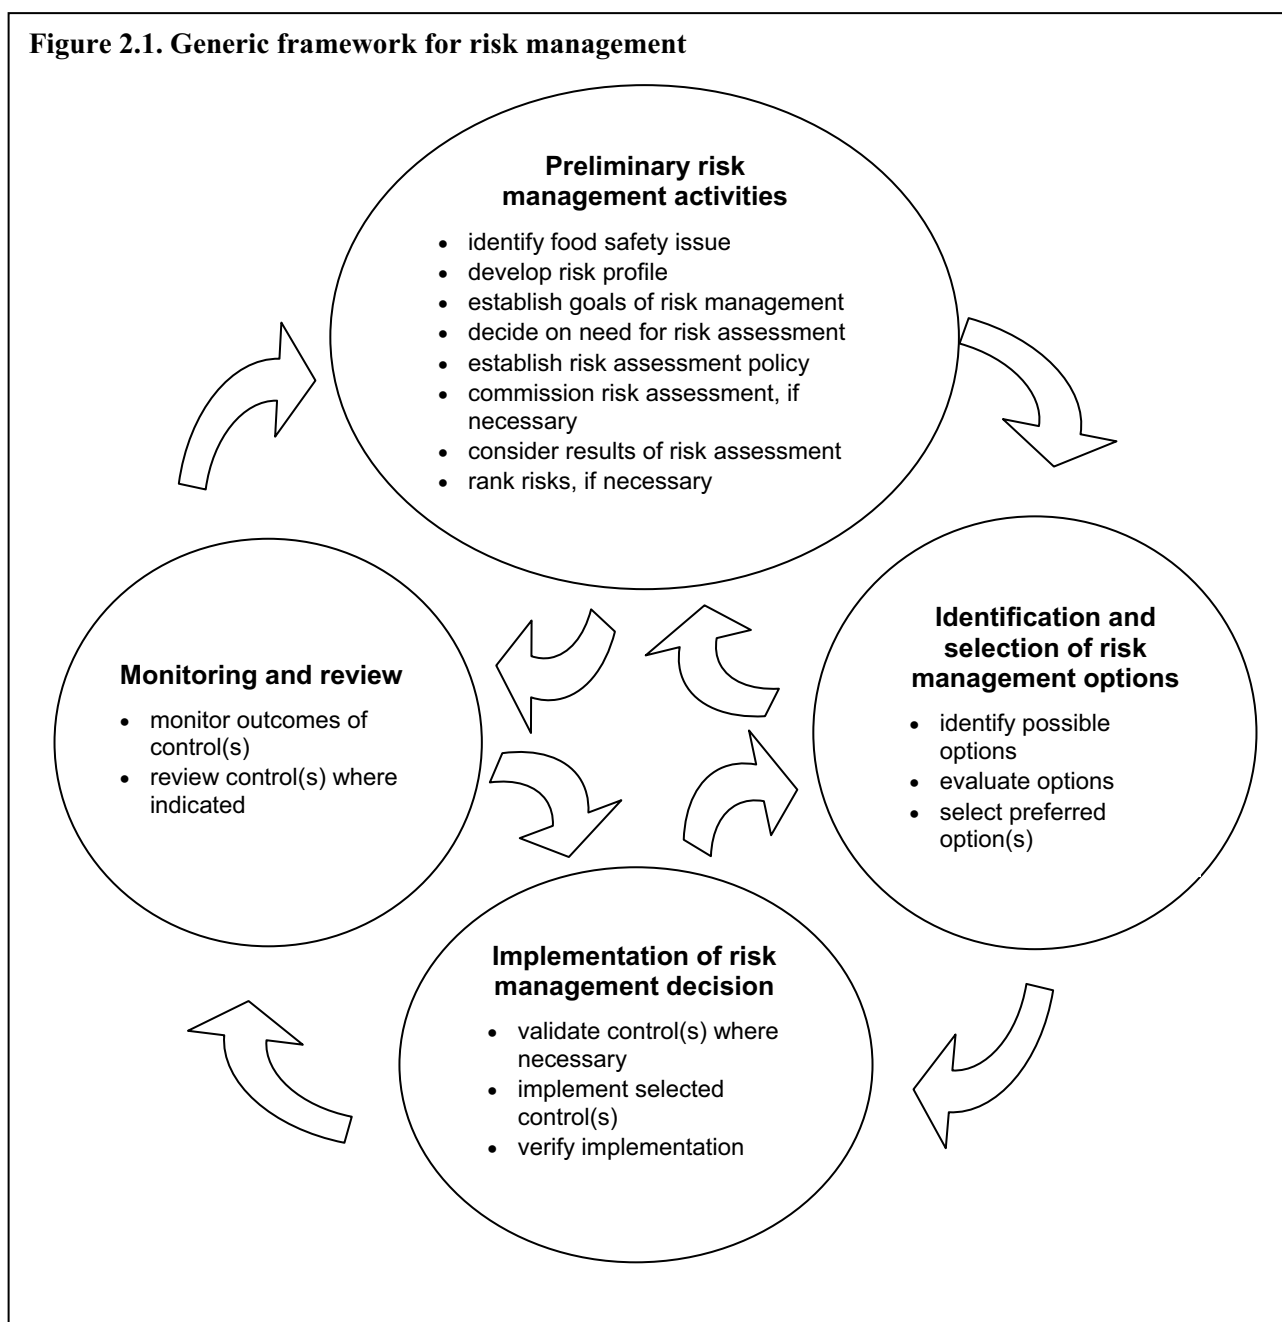 Figure 2.1. Generic framework for risk management
Preliminary risk
management activities
• identify food safety issue
• develop risk profile
• establish goals of risk management
• decide on need for risk assessment
• establish risk assessment policy
• commission risk assessment, if
necessary
• consider results of risk assessment
• rank risks, if necessary
Identification and
selection of risk
management options
• identify possible
options
• evaluate options
• select preferred
option(s)
Implementation of risk
management decision
• validate control(s) where
necessary
• implement selected
control(s)
• verify implementation
Monitoring and review
• monitor outcomes of
control(s)
• review control(s) where
indicated